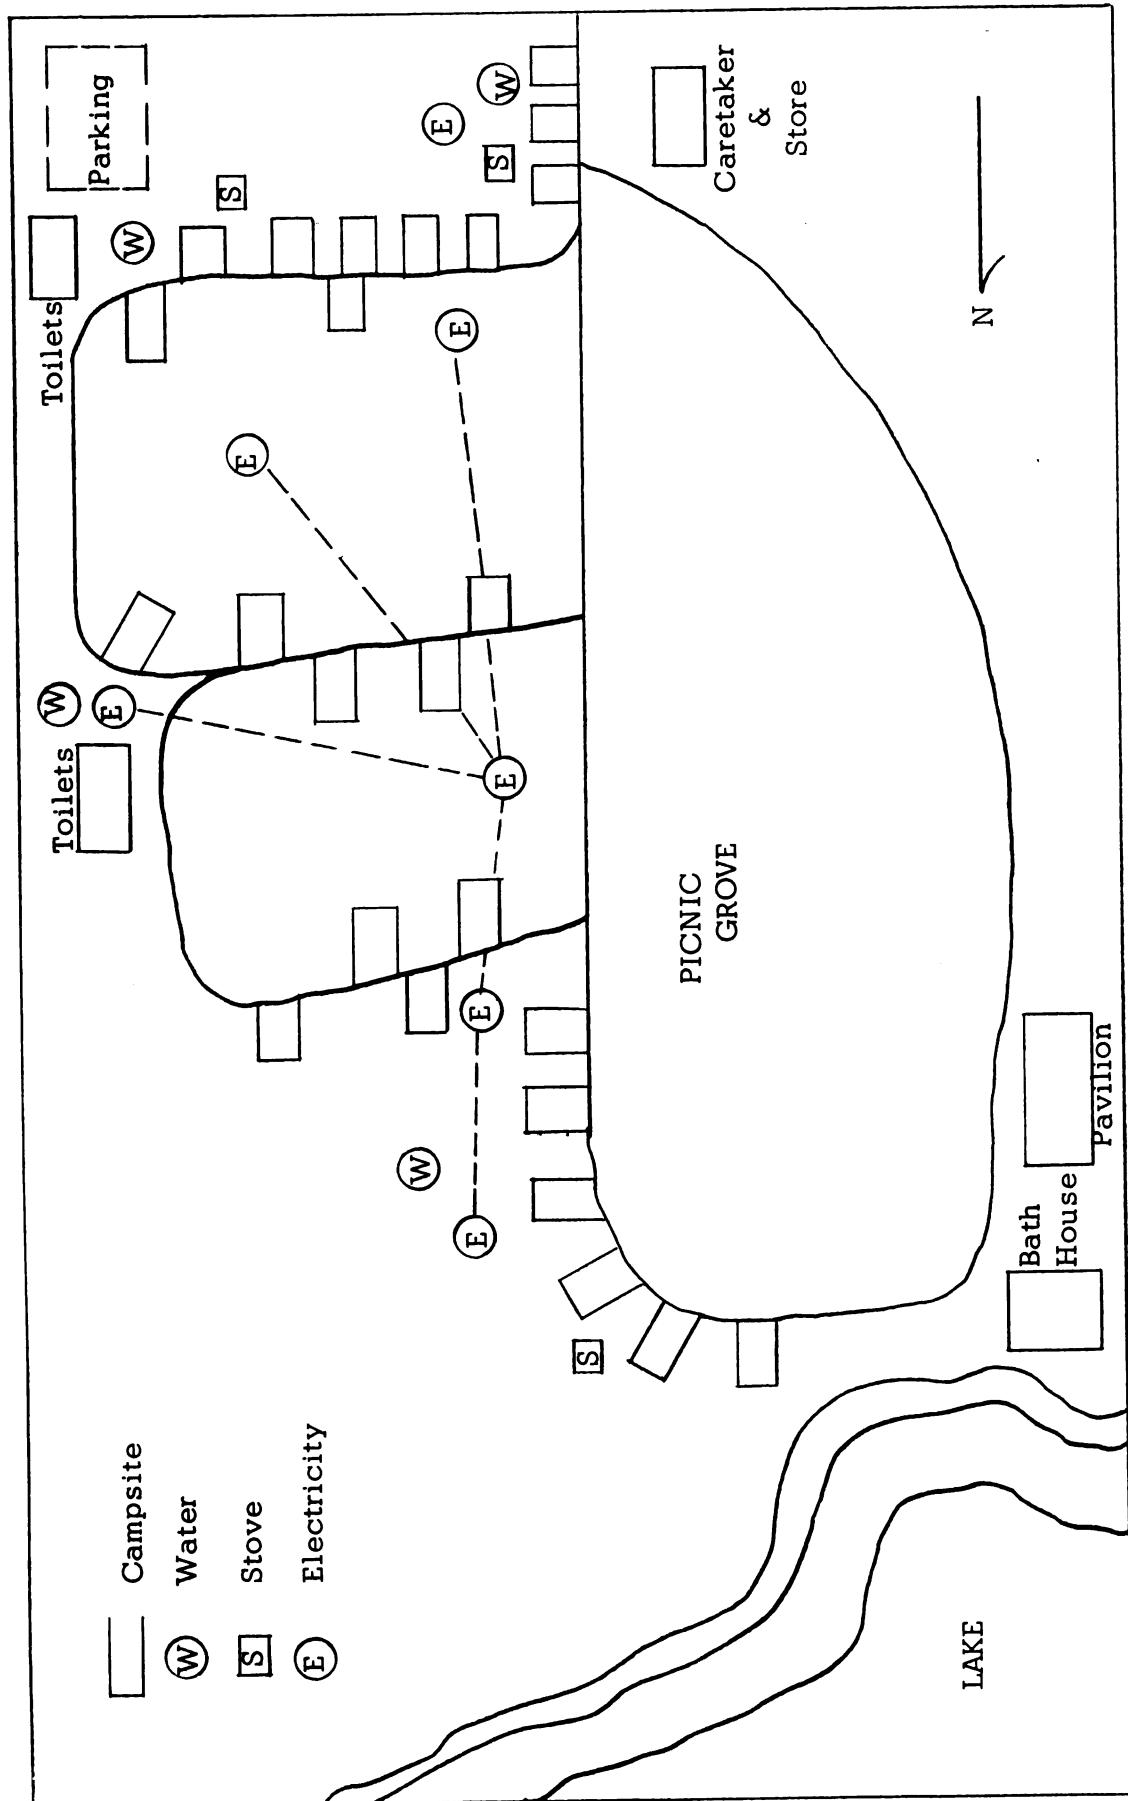 Campsite
W Water
S Stove
E Electricity
Toilets
Toilets
Parking
W
E
W
S
W
S
E
E
E
E
E
W
E
S
PICNIC
GROVE
Caretaker
&
Store
N
Bath
House
Pavilion
LAKE